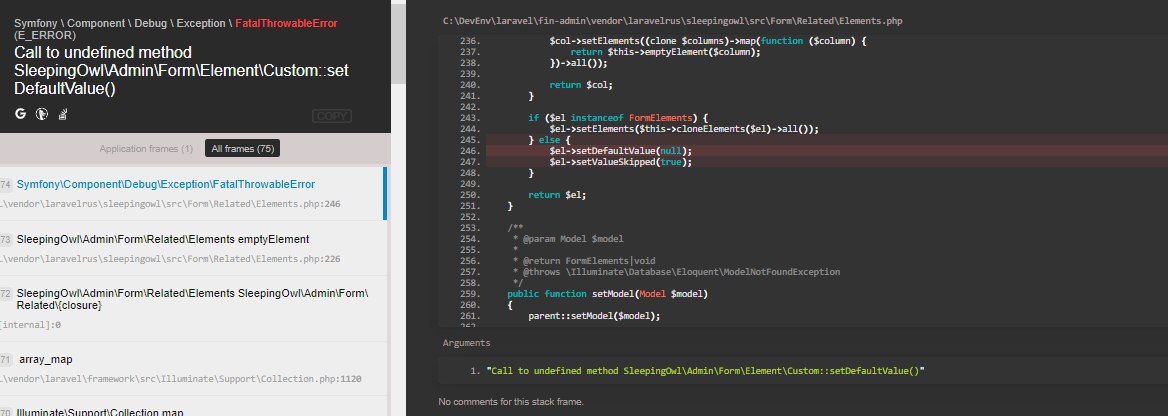 Symfony \ Component \ Debug \ Exception \ FatalThrowableError
(E_ERROR)
Call to undefined method
SleepingOwl\Admin\Form\Element\Custom::set
DefaultValue()
COPY
Application frames (1)
All frames (75)
74 Symfony\Component\Debug\Exception\FatalThrowableError
\vendor\laravelrus\sleepingowl\src\Form\Related\Elements.php:246
73 SleepingOwl\Admin\Form\Related\Elements emptyElement
\vendor\laravelrus\sleepingowl\src\Form\Related\Elements.php:226
72 SleepingOwl\Admin\Form\Related\Elements SleepingOwl\Admin\Form\
Related\{closure}
[internal]:0
71 array_map
\vendor\laravel\framework\src\Illuminate\Support\Collection.php:1120
70 Illuminate\Support\Collection map
C:\DevEnv\laravel\fin-admin\vendor\laravelrus\sleepingowl\src\Form\Related\Elements.php
236. $col->setElements((clone $columns)->map(function ($column) {
237. return $this->emptyElement($column);
238. })->all());
239.
240. return $col;
241. }
242.
243. if ($el instanceof FormElements) {
244. $el->setElements($this->cloneElements($el)->all());
245. } else {
246. $el->setDefaultValue(null);
247. $el->setValueSkipped(true);
248. }
249.
250. return $el;
251. }
252.
253. /**
254. * @param Model $model
255. *
256. * @return FormElements|void
257. * @throws \Illuminate\Database\Eloquent\ModelNotFoundException
258. */
259. public function setModel(Model $model)
260. {
261. parent::setModel($model);
262.
Arguments
1. "Call to undefined method SleepingOwl\Admin\Form\Element\Custom::setDefaultValue()"
No comments for this stack frame.